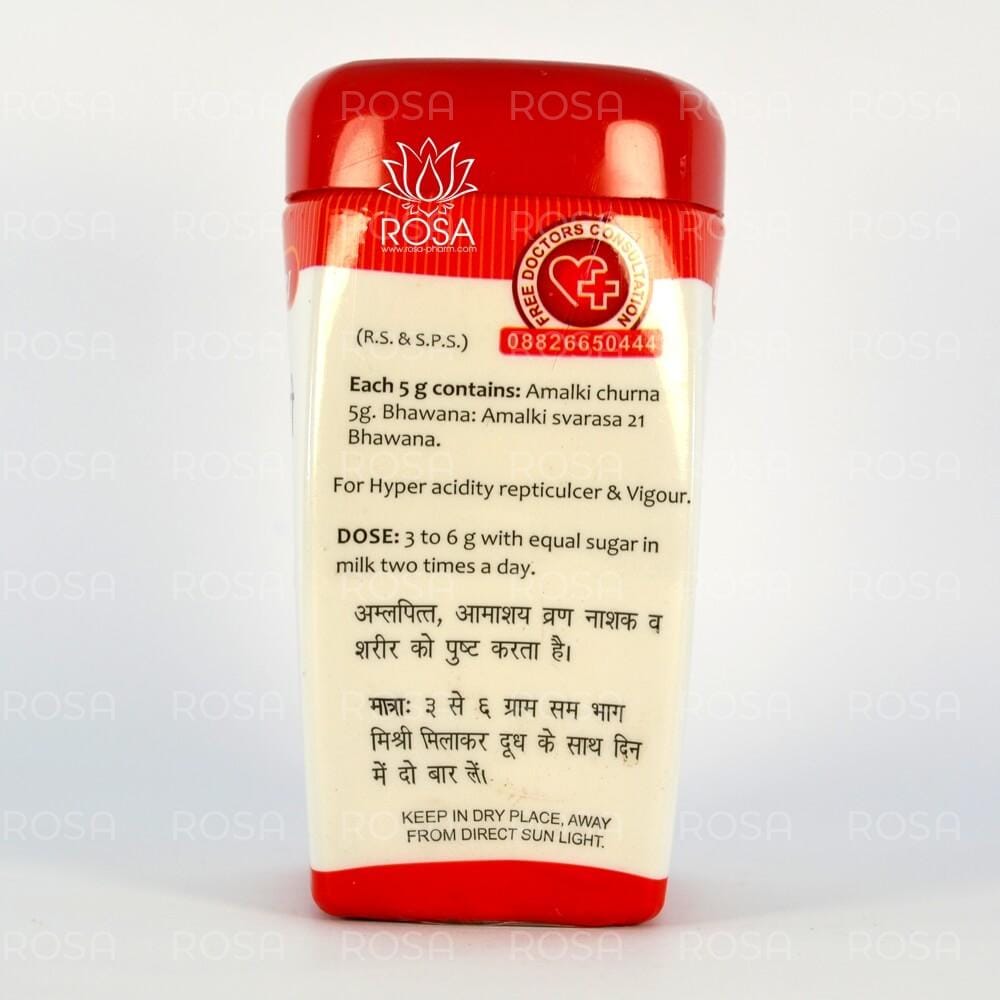 ROSA
www.rosa-pharm.com
FREE DOCTORS CONSULTATION
08826650444
(R.S. & S.P.S.)
Each 5 g contains: Amalki churna
5g. Bhawana: Amalki svarasa 21
Bhawana.
For Hyper acidity repticulcer & Vigour.
DOSE: 3 to 6 g with equal sugar in
milk two times a day.
अम्लपित्त, आमाशय व्रण नाशक व
शरीर को पुष्ट करता है।
मात्राः ३ से ६ ग्राम सम भाग
मिश्री मिलाकर दूध के साथ दिन
में दो बार लें।
KEEP IN DRY PLACE, AWAY
FROM DIRECT SUN LIGHT.